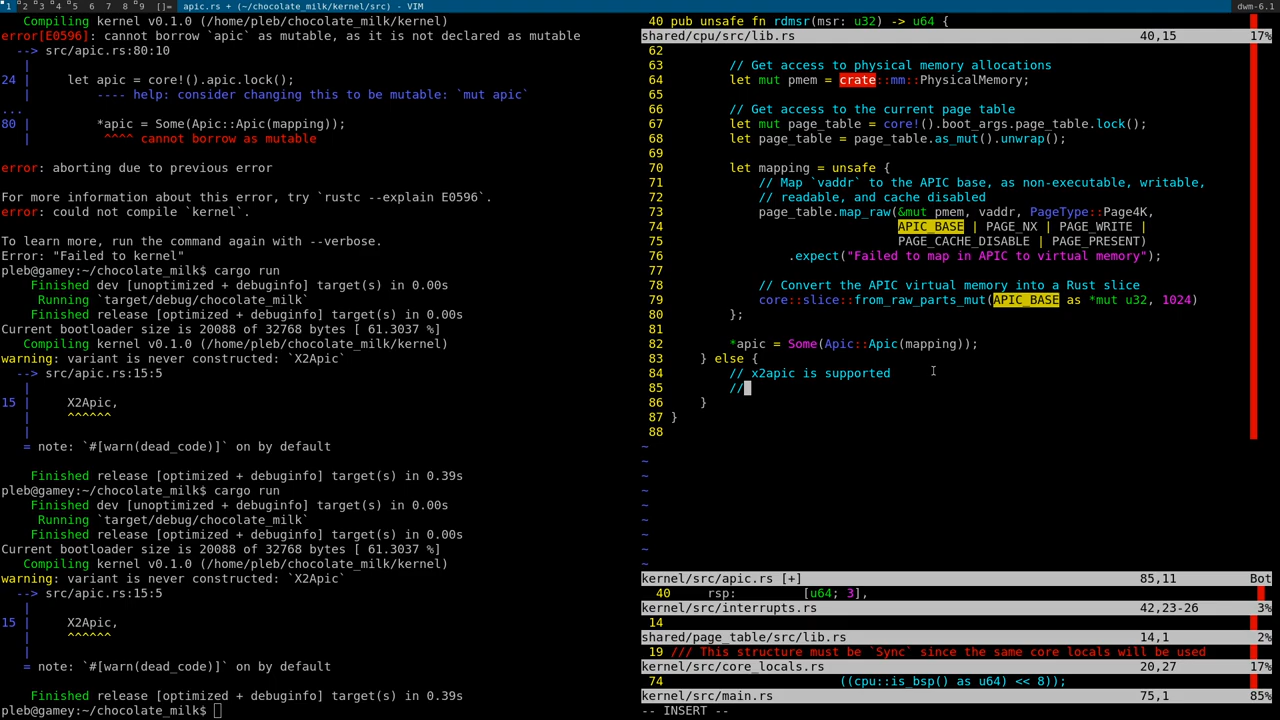 1 2 3 4 5 6 7 8 9 []= apic.rs + (~/chocolate_milk/kernel/src) - VIM dwm-6.1
Compiling kernel v0.1.0 (/home/pleb/chocolate_milk/kernel)
error[E0596]: cannot borrow `apic` as mutable, as it is not declared as mutable
--> src/apic.rs:80:10
|
24 |     let apic = core!().apic.lock();
|         ---- help: consider changing this to be mutable: `mut apic`
...
80 |         *apic = Some(Apic::Apic(mapping));
|          ^^^^ cannot borrow as mutable
error: aborting due to previous error
For more information about this error, try `rustc --explain E0596`.
error: could not compile `kernel`.
To learn more, run the command again with --verbose.
Error: "Failed to kernel"
pleb@gamey:~/chocolate_milk$ cargo run
Finished dev [unoptimized + debuginfo] target(s) in 0.00s
Running `target/debug/chocolate_milk`
Finished release [optimized + debuginfo] target(s) in 0.00s
Current bootloader size is 20088 of 32768 bytes [ 61.3037 %]
Compiling kernel v0.1.0 (/home/pleb/chocolate_milk/kernel)
warning: variant is never constructed: `X2Apic`
--> src/apic.rs:15:5
|
15 |     X2Apic,
|     ^^^^^^
|
= note: `#[warn(dead_code)]` on by default
Finished release [optimized + debuginfo] target(s) in 0.39s
pleb@gamey:~/chocolate_milk$ cargo run
Finished dev [unoptimized + debuginfo] target(s) in 0.00s
Running `target/debug/chocolate_milk`
Finished release [optimized + debuginfo] target(s) in 0.00s
Current bootloader size is 20088 of 32768 bytes [ 61.3037 %]
Compiling kernel v0.1.0 (/home/pleb/chocolate_milk/kernel)
warning: variant is never constructed: `X2Apic`
--> src/apic.rs:15:5
|
15 |     X2Apic,
|     ^^^^^^
|
= note: `#[warn(dead_code)]` on by default
Finished release [optimized + debuginfo] target(s) in 0.39s
pleb@gamey:~/chocolate_milk$
40 pub unsafe fn rdmsr(msr: u32) -> u64 {
shared/cpu/src/lib.rs 40,15 17%
62
63         // Get access to physical memory allocations
64         let mut pmem = crate::mm::PhysicalMemory;
65
66         // Get access to the current page table
67         let mut page_table = core!().boot_args.page_table.lock();
68         let page_table = page_table.as_mut().unwrap();
69
70         let mapping = unsafe {
71             // Map `vaddr` to the APIC base, as non-executable, writable,
72             // readable, and cache disabled
73             page_table.map_raw(&mut pmem, vaddr, PageType::Page4K,
74                                APIC_BASE | PAGE_NX | PAGE_WRITE |
75                                PAGE_CACHE_DISABLE | PAGE_PRESENT)
76                 .expect("Failed to map in APIC to virtual memory");
77
78             // Convert the APIC virtual memory into a Rust slice
79             core::slice::from_raw_parts_mut(APIC_BASE as *mut u32, 1024)
80         };
81
82         *apic = Some(Apic::Apic(mapping));
83     } else {
84         // x2apic is supported
85         //
86     }
87 }
88
~
~
~
~
~
~
~
~
~
kernel/src/apic.rs [+] 85,11 Bot
40     rsp:         [u64; 3],
kernel/src/interrupts.rs 42,23-26 3%
14
shared/page_table/src/lib.rs 14,1 2%
19 /// This structure must be `Sync` since the same core locals will be used
kernel/src/core_locals.rs 20,27 17%
74                        ((cpu::is_bsp() as u64) << 8));
kernel/src/main.rs 75,1 85%
-- INSERT --